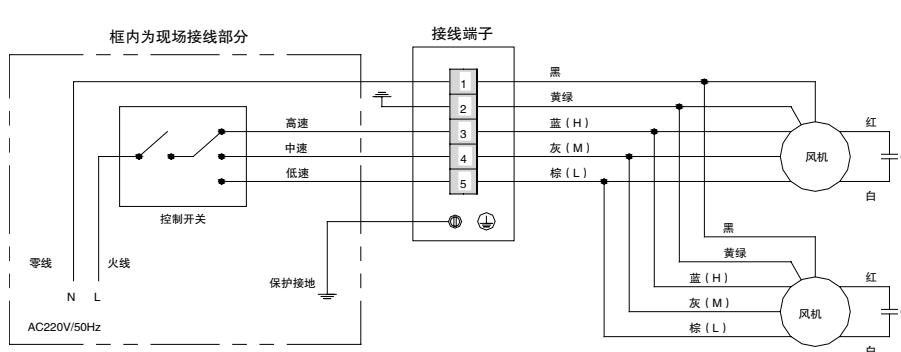 框内为现场接线部分
接线端子
黑
1
黄绿
2
高速
蓝(H)
红
3
中速
灰(M)
风机
4
低速
棕(L)
5
白
控制开关
黑
零线
火线
黄绿
保护接地
蓝(H)
红
N
L
灰(M)
风机
AC220V/50Hz
棕(L)
白